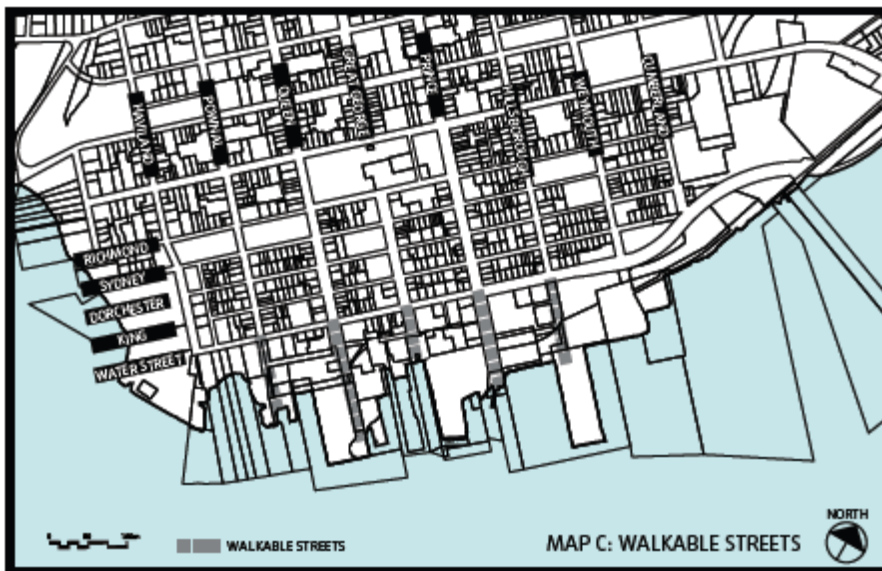 POWNAL
QUEEN
GREAT GEORGE
PRINCE
HILLSBOROUGH
WEYMOUTH
CUMBERLAND
RICHMOND
SYDNEY
DORCHESTER
KING
WATER STREET
WALKABLE STREETS
MAP C: WALKABLE STREETS
NORTH